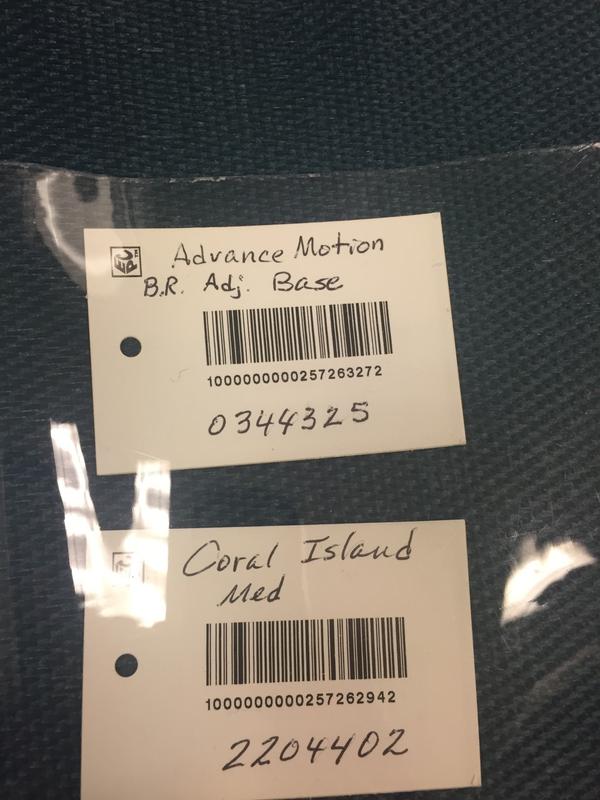 Advance Motion
B.R. Adj. Base
1000000000257263272
0344325
Coral Island
Med
1000000000257262942
2204402